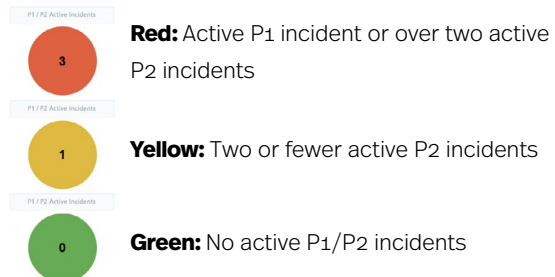 P1 / P2 Active Incidents
3
Red: Active P1 incident or over two active
P2 incidents
P1 / P2 Active Incidents
1
Yellow: Two or fewer active P2 incidents
P1 / P2 Active Incidents
0
Green: No active P1/P2 incidents